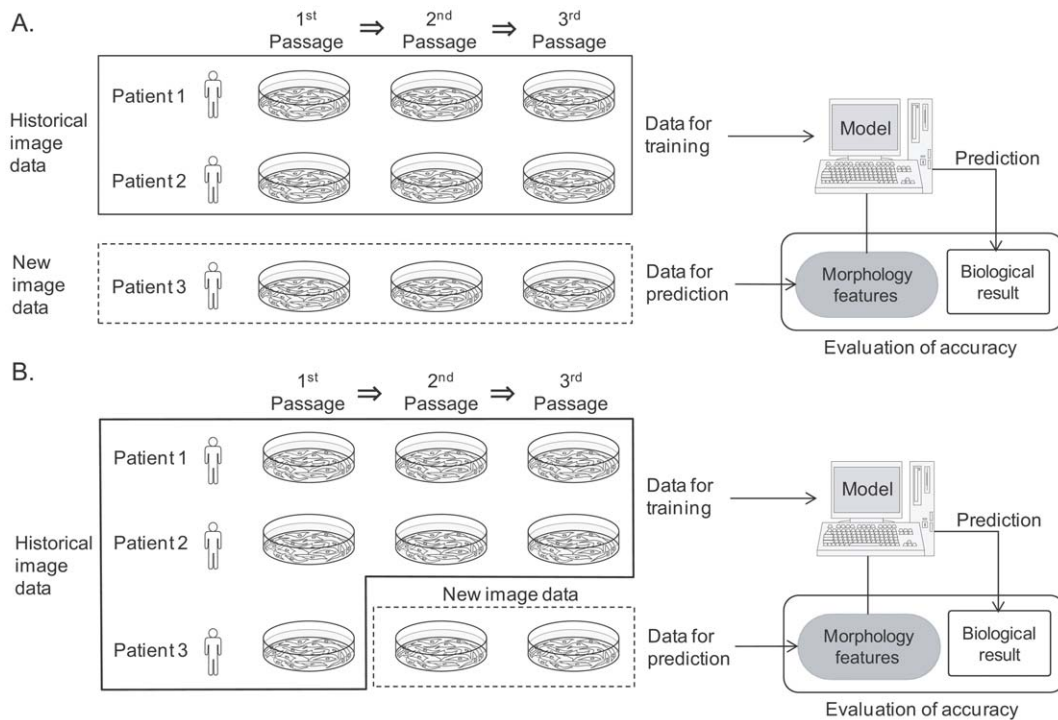 A.
1st ⇒ 2nd ⇒ 3rd
Passage Passage Passage
Patient 1
Historical
image
data
Patient 2
Data for
training
Model
Prediction
New
image
data
Patient 3
Data for
prediction
Morphology
features
Biological
result
Evaluation of accuracy
B.
1st ⇒ 2nd ⇒ 3rd
Passage Passage Passage
Patient 1
Patient 2
Historical
image
data
Data for
training
Model
Prediction
New image data
Patient 3
Data for
prediction
Morphology
features
Biological
result
Evaluation of accuracy